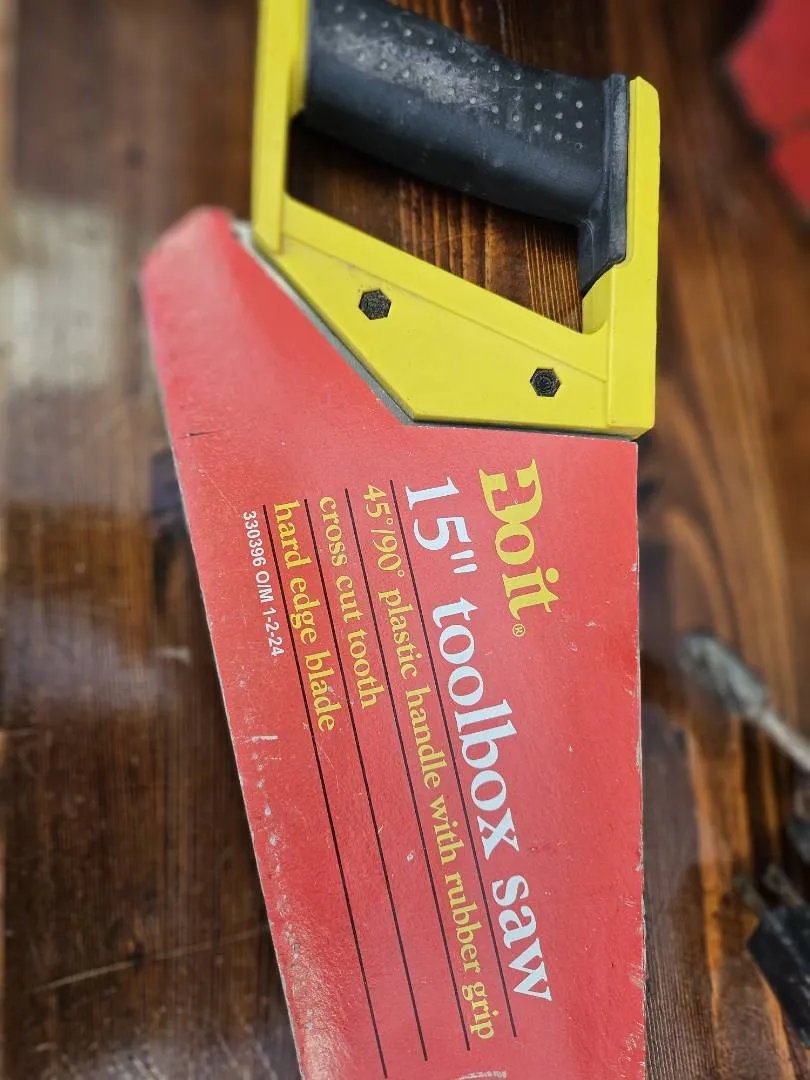 Do it®
15" toolbox saw
45°/90° plastic handle with rubber grip
cross cut tooth
hard edge blade
330396 O/M 1-2-24